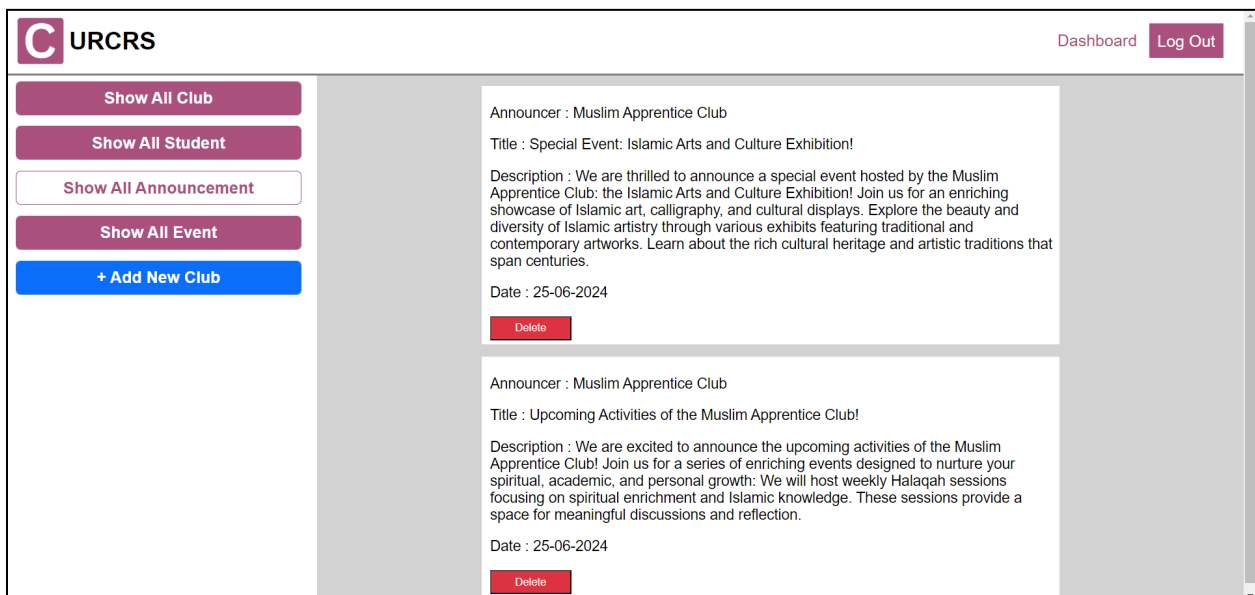 C URCRS
Dashboard
Log Out
Show All Club
Show All Student
Show All Announcement
Show All Event
+ Add New Club
Announcer : Muslim Apprentice Club
Title : Special Event: Islamic Arts and Culture Exhibition!
Description : We are thrilled to announce a special event hosted by the Muslim
Apprentice Club: the Islamic Arts and Culture Exhibition! Join us for an enriching
showcase of Islamic art, calligraphy, and cultural displays. Explore the beauty and
diversity of Islamic artistry through various exhibits featuring traditional and
contemporary artworks. Learn about the rich cultural heritage and artistic traditions that
span centuries.
Date : 25-06-2024
Delete
Announcer : Muslim Apprentice Club
Title : Upcoming Activities of the Muslim Apprentice Club!
Description : We are excited to announce the upcoming activities of the Muslim
Apprentice Club! Join us for a series of enriching events designed to nurture your
spiritual, academic, and personal growth: We will host weekly Halaqah sessions
focusing on spiritual enrichment and Islamic knowledge. These sessions provide a
space for meaningful discussions and reflection.
Date : 25-06-2024
Delete